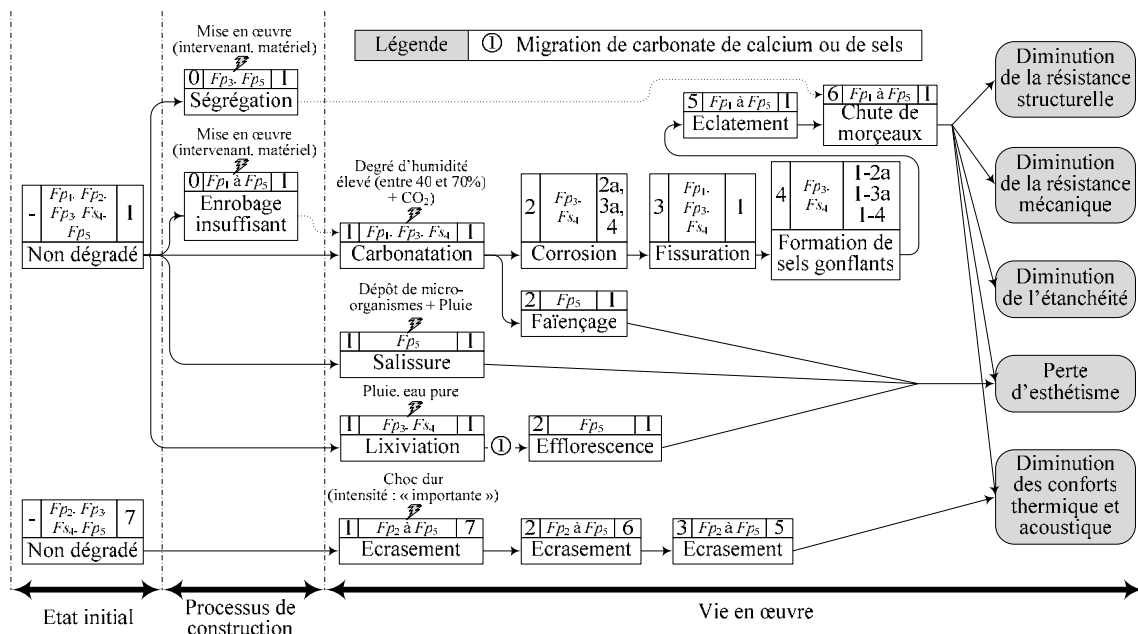 Mise en œuvre
(intervenant. matériel)
0 Fp3. Fp5 1
Ségrégation
Mise en œuvre
(intervenant. matériel)
0 Fp1 à Fp5 1
Enrobage
insuffisant
Légende
① Migration de carbonate de calcium ou de sels
5 Fp1 à Fp5 1
Eclatement
6 Fp1 à Fp5 1
Chute de
morçeaux
- Fp1. Fp2.
Fp3. Fs4.
Fp5
1
Non dégradé
Degré d’humidité
élevé (entre 40 et 70%)
+ CO2)
1 Fp1. Fp3. Fs4 1
Carbonatation
2 Fp3.
Fs4
2a,
3a,
4
Corrosion
3 Fp1.
Fp3.
Fs4
1
Fissuration
4 Fp3.
Fs4
1-2a
1-3a
1-4
Formation de
sels gonflants
2 Fp5 1
Faïençage
Dépôt de micro-
organismes + Pluie
1 Fp5 1
Salissure
Pluie. eau pure
1 Fp3. Fs4 1
Lixiviation
①
2 Fp5 1
Efflorescence
- Fp2. Fp3.
Fs4. Fp5
7
Non dégradé
Choc dur
(intensité : « importante »)
1 Fp2 à Fp5 7
Ecrasement
2 Fp2 à Fp5 6
Ecrasement
3 Fp2 à Fp5 5
Ecrasement
Diminution
de la résistance
structurelle
Diminution
de la résistance
mécanique
Diminution
de l’étanchéité
Perte
d’esthétisme
Diminution
des conforts
thermique et
acoustique
Etat initial
Processus de
construction
Vie en œuvre